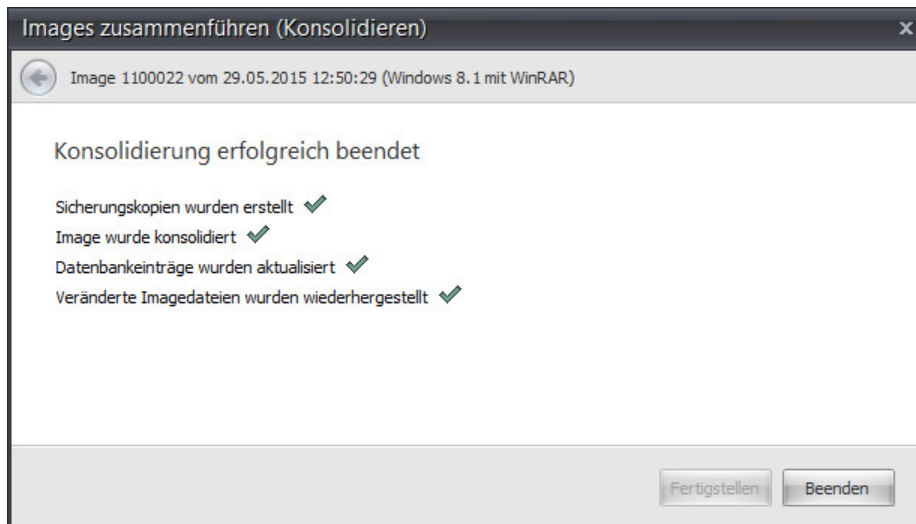 Images zusammenführen (Konsolidieren)
x
Image 1100022 vom 29.05.2015 12:50:29 (Windows 8.1 mit WinRAR)
Konsolidierung erfolgreich beendet
Sicherungskopien wurden erstellt
Image wurde konsolidiert
Datenbankeinträge wurden aktualisiert
Veränderte Imagedateien wurden wiederhergestellt
Fertigstellen Beenden